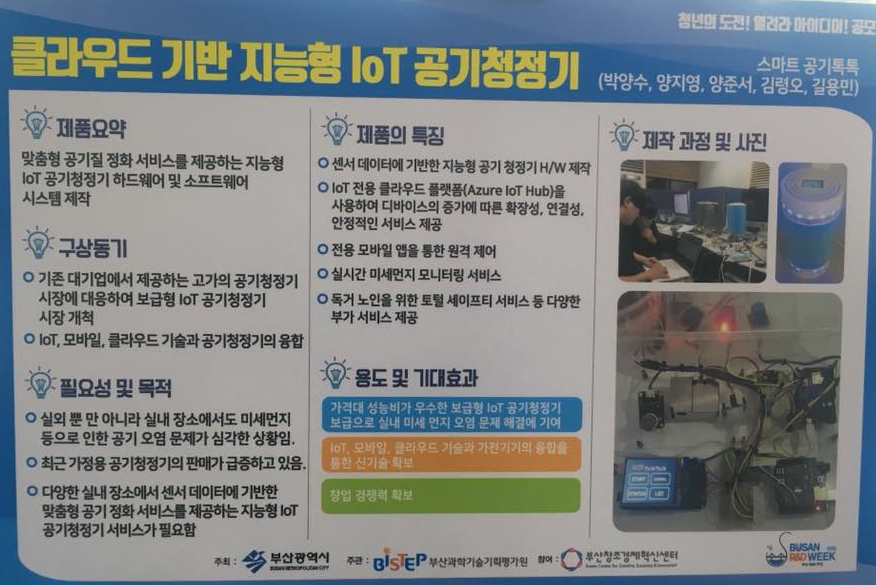 청년의 도전! 열려라 아이디어! 공모
클라우드 기반 지능형 IoT 공기청정기
스마트 공기톡톡
(박양수, 양지영, 양준서, 김령오, 길용민)
제품요약
맞춤형 공기질 정화 서비스를 제공하는 지능형
IoT 공기청정기 하드웨어 및 소프트웨어
시스템 제작
구상동기
기존 대기업에서 제공하는 고가의 공기청정기
시장에 대응하여 보급형 IoT 공기청정기
시장 개척
IoT, 모바일, 클라우드 기술과 공기청정기의 융합
필요성 및 목적
실외 뿐 만 아니라 실내 장소에서도 미세먼지
등으로 인한 공기 오염 문제가 심각한 상황임.
최근 가정용 공기청정기의 판매가 급증하고 있음.
다양한 실내 장소에서 센서 데이터에 기반한
맞춤형 공기 정화 서비스를 제공하는 지능형 IoT
공기청정기 서비스가 필요함
제품의 특징
센서 데이터에 기반한 지능형 공기 청정기 H/W 제작
IoT 전용 클라우드 플랫폼(Azure IoT Hub)을
사용하여 디바이스의 증가에 따른 확장성, 연결성,
안정적인 서비스 제공
전용 모바일 앱을 통한 원격 제어
실시간 미세먼지 모니터링 서비스
독거 노인을 위한 토털 세이프티 서비스 등 다양한
부가 서비스 제공
용도 및 기대효과
가격대 성능비가 우수한 보급형 IoT 공기청정기
보급으로 실내 미세 먼지 오염 문제 해결에 기여
IoT, 모바일, 클라우드 기술과 가전기기의 융합을
통한 신기술 확보
창업 경쟁력 확보
제작 과정 및 사진
START
주최 : 부산광역시
BUSAN METROPOLITAN CITY
주관 : BISTEP 부산과학기술기획평가원
참여 : 부산창조경제혁신센터
BUSAN
R&D WEEK